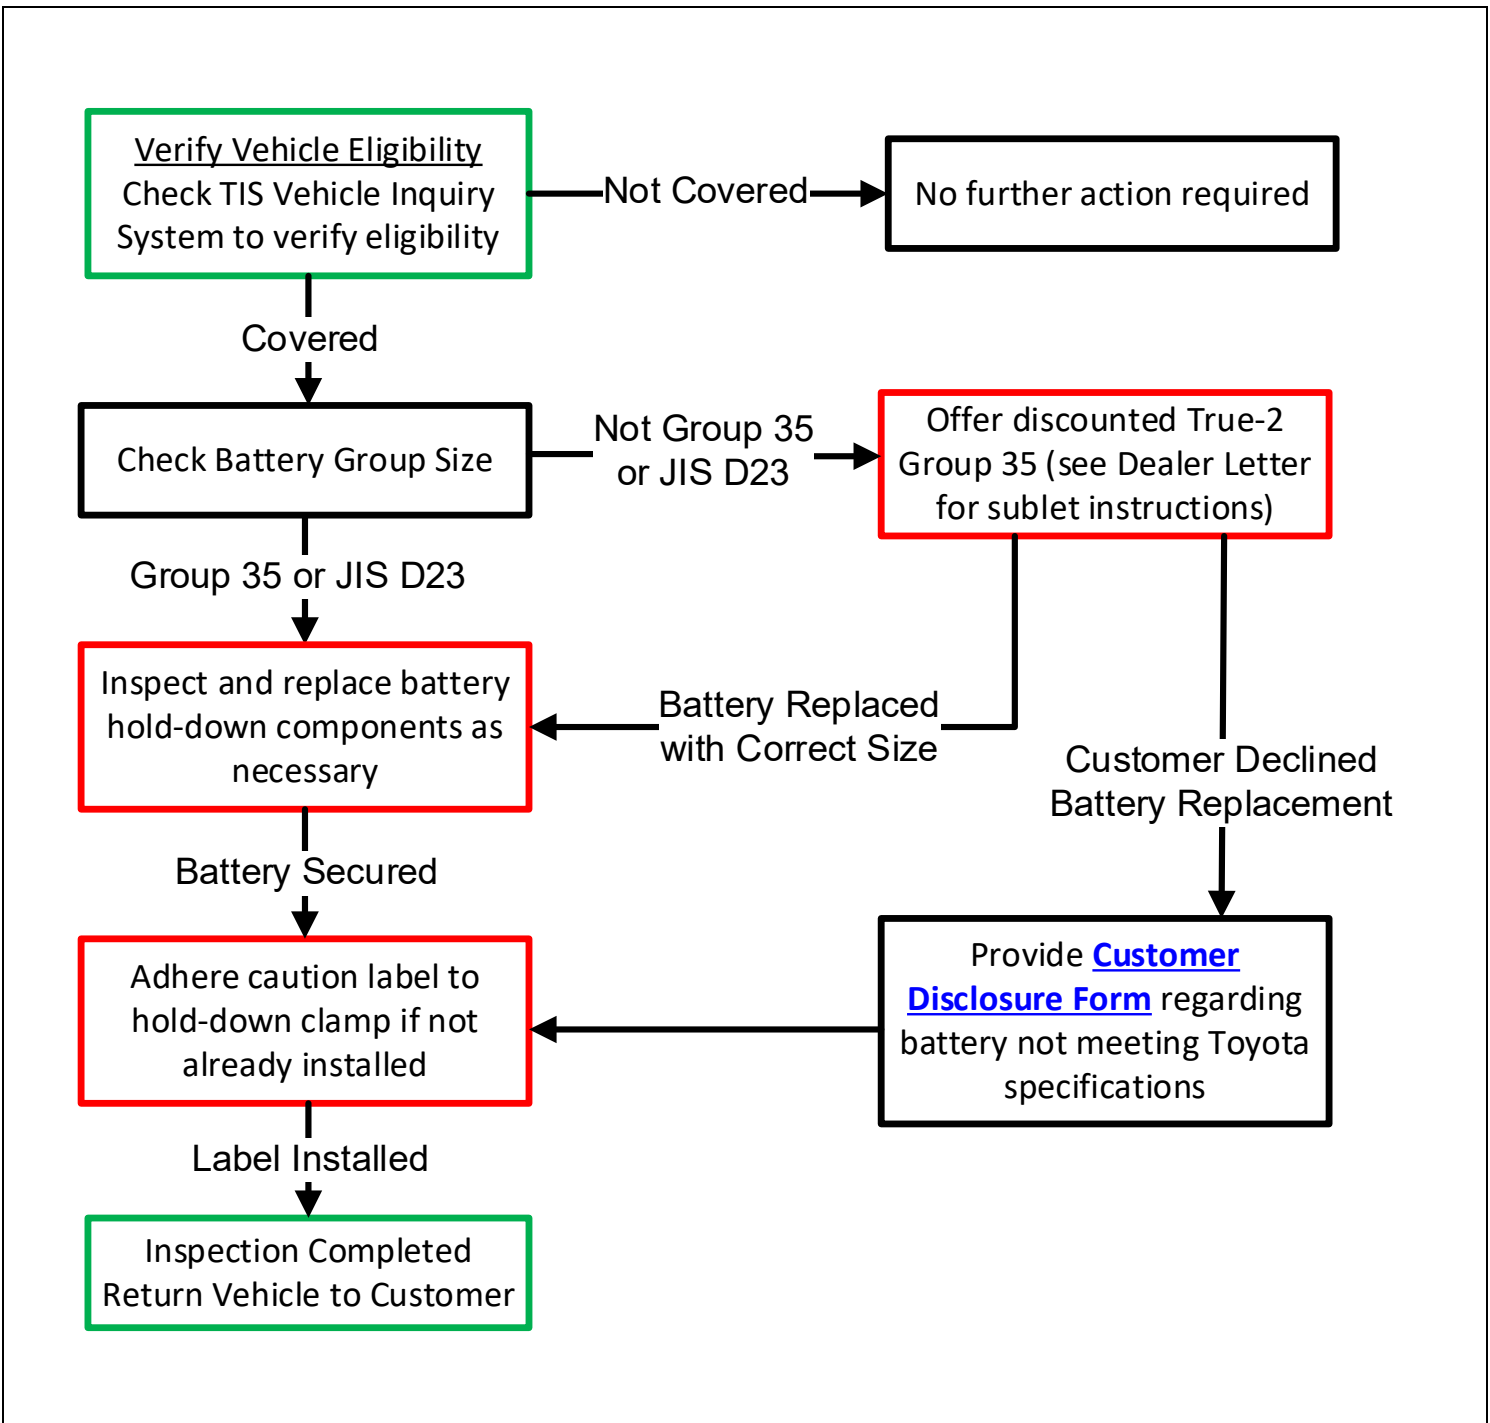 Verify Vehicle Eligibility
Check TIS Vehicle Inquiry
System to verify eligibility
Not Covered
No further action required
Covered
Check Battery Group Size
Not Group 35
or JIS D23
Offer discounted True-2
Group 35 (see Dealer Letter
for sublet instructions)
Group 35 or JIS D23
Inspect and replace battery
hold-down components as
necessary
Battery Replaced
with Correct Size
Customer Declined
Battery Replacement
Battery Secured
Adhere caution label to
hold-down clamp if not
already installed
Provide Customer
Disclosure Form regarding
battery not meeting Toyota
specifications
Label Installed
Inspection Completed
Return Vehicle to Customer